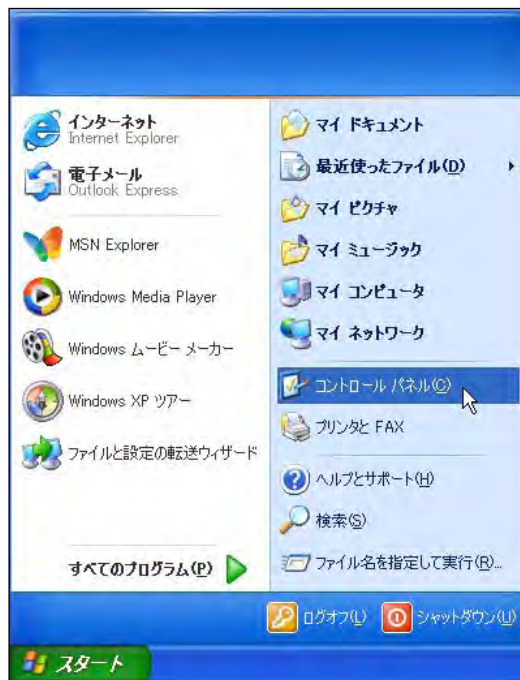 インターネット
Internet Explorer
電子メール
Outlook Express
MSN Explorer
Windows Media Player
Windows ムービー メーカー
Windows XP ツアー
ファイルと設定の転送ウィザード
すべてのプログラム(P)
マイ ドキュメント
最近使ったファイル(D)
マイ ピクチャ
マイ ミュージック
マイ コンピュータ
マイ ネットワーク
コントロール パネル(C)
プリンタと FAX
ヘルプとサポート(H)
検索(S)
ファイル名を指定して実行(R)...
ログオフ(L)
シャットダウン(U)
スタート